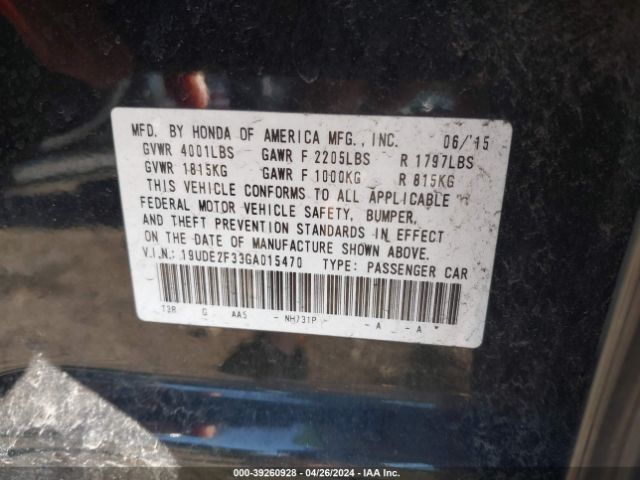 MFD. BY HONDA OF AMERICA MFG., INC. 06/'15
GVWR 4001LBS GAWR F 2205LBS R 1797LBS
GVWR 1815KG GAWR F 1000KG R 815KG
THIS VEHICLE CONFORMS TO ALL APPLICABLE
FEDERAL MOTOR VEHICLE SAFETY, BUMPER,
AND THEFT PREVENTION STANDARDS IN EFFECT
ON THE DATE OF MANUFACTURE SHOWN ABOVE.
V.I.N.: 19UDE2F33GA015470 TYPE: PASSENGER CAR
T3R G AA5 - NH731P - - A - A *
000-39260928 - 04/26/2024 - IAA Inc.